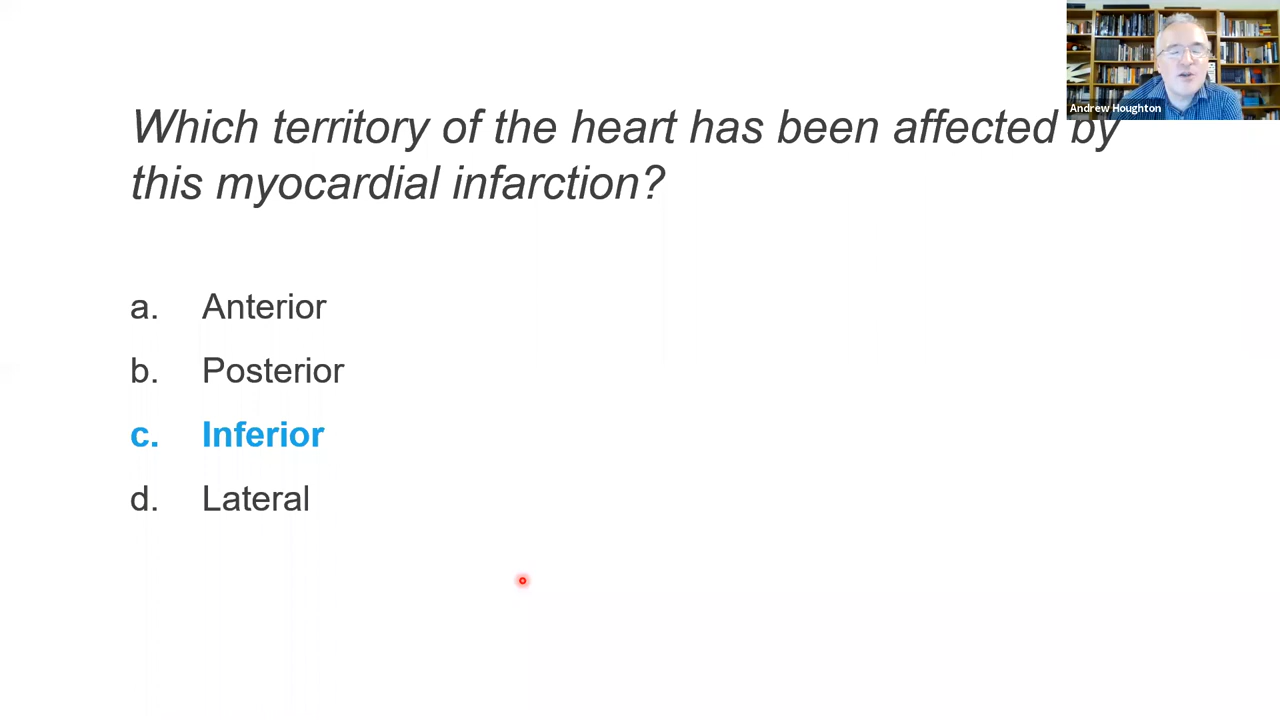 Andrew Houghton
Which territory of the heart has been affected by
this myocardial infarction?
a. Anterior
b. Posterior
c. Inferior
d. Lateral